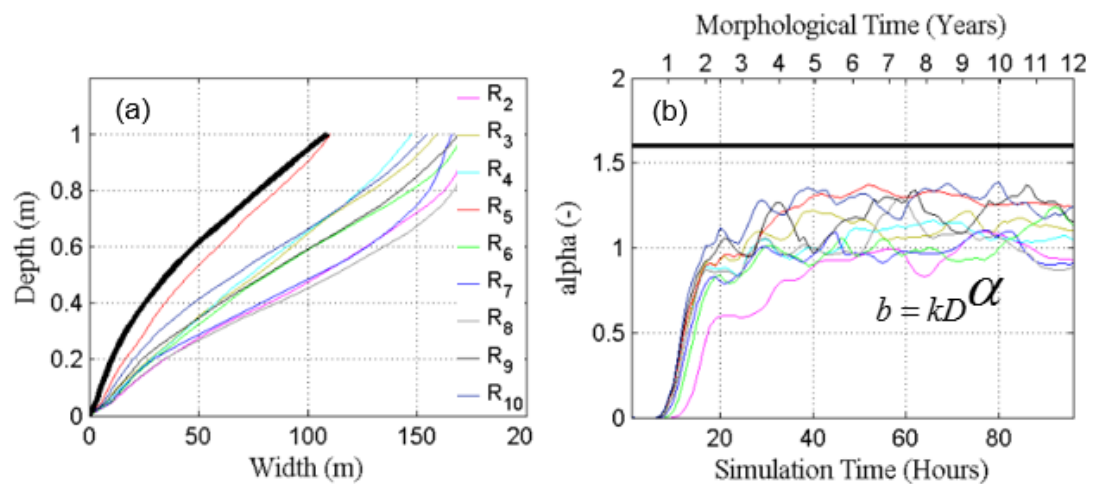 (a)
Depth (m)
1
0.8
0.6
0.4
0.2
0
0 50 100 150 20
Width (m)
R2
R3
R4
R5
R6
R7
R8
R9
R10
Morphological Time (Years)
1 2 3 4 5 6 7 8 9 10 11 12
(b)
alpha (-)
2
1.5
1
0.5
0
b = kD^α
20 40 60 80
Simulation Time (Hours)